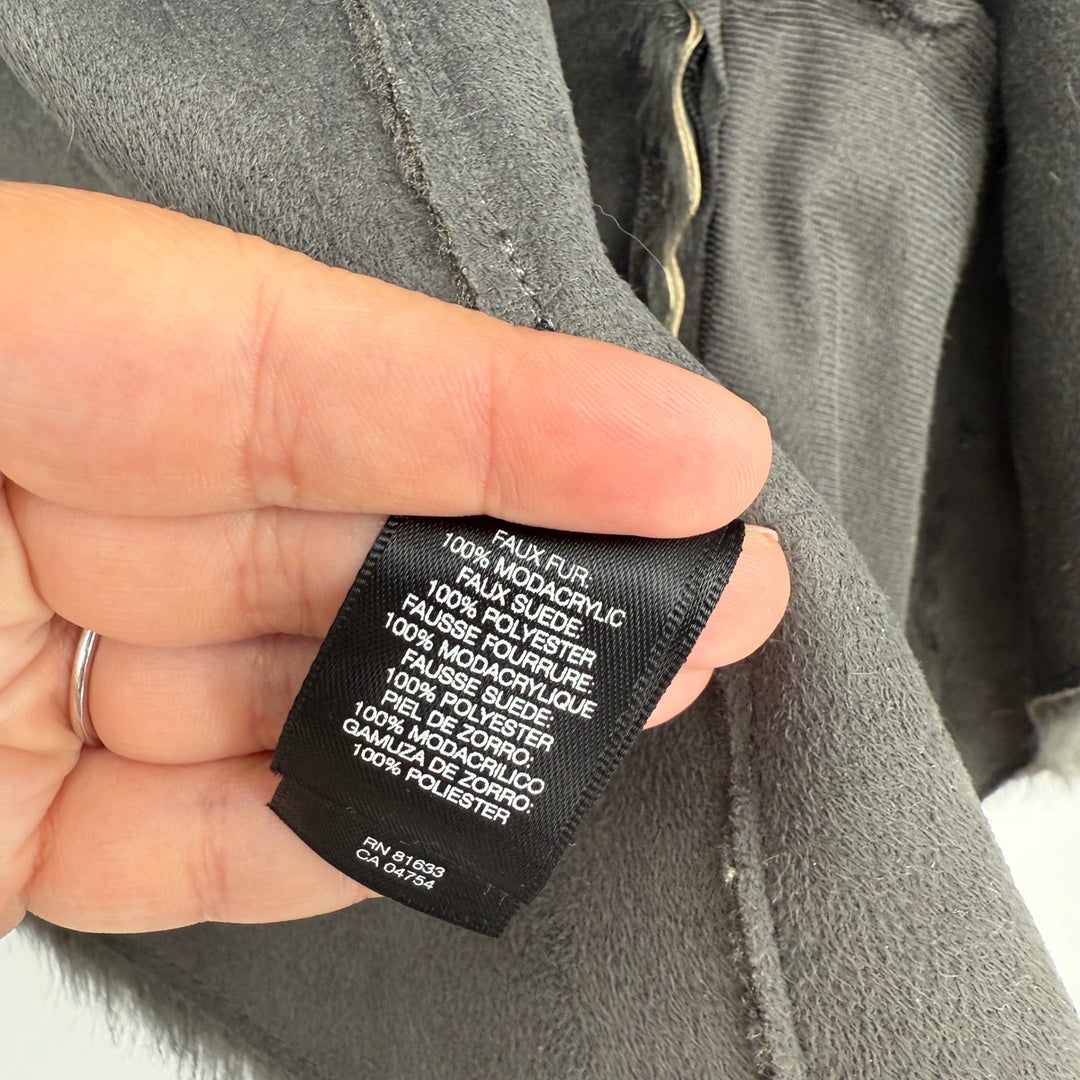 FAUX FUR:
100% MODACRYLIC
FAUX SUEDE:
100% POLYESTER
FAUSSE FOURRURE:
100% MODACRYLIQUE
FAUSSE SUEDE:
100% POLYESTER
PIEL DE ZORRO:
100% MODACRILICO
GAMUZA DE ZORRO:
100% POLIESTER
RN 81633
CA 04754